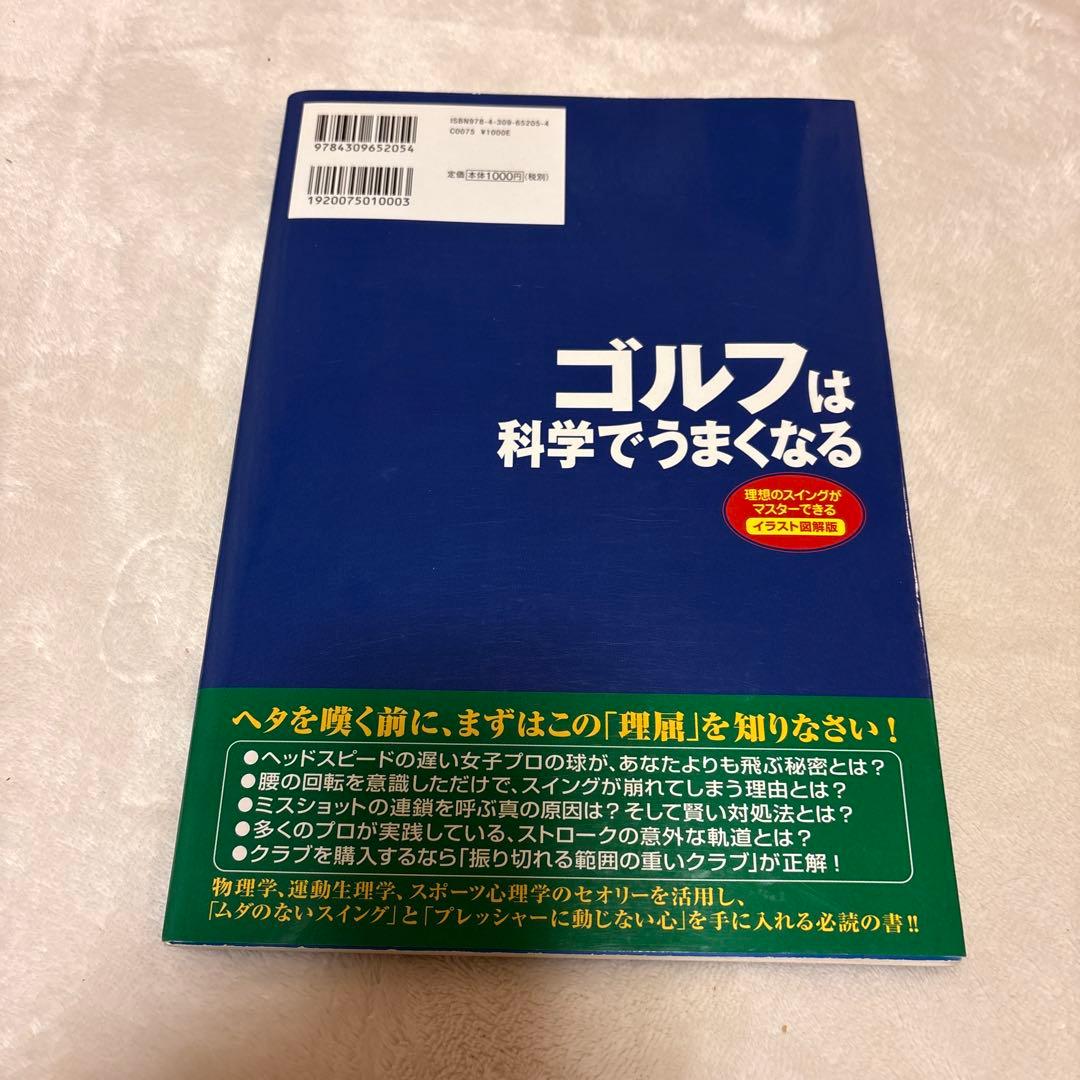 ISBN978-4-309-65205-4
C0075 ¥1000E
9784309652054
定価 本体1000円(税別)
1920075010003
ゴルフは
科学でうまくなる
理想のスイングが
マスターできる
イラスト図解版
ヘタを嘆く前に、まずはこの「理屈」を知りなさい!
●ヘッドスピードの遅い女子プロの球が、あなたよりも飛ぶ秘密とは?
●腰の回転を意識しただけで、スイングが崩れてしまう理由とは?
●ミスショットの連鎖を呼ぶ真の原因は?そして賢い対処法とは?
●多くのプロが実践している、ストロークの意外な軌道とは?
●クラブを購入するなら「振り切れる範囲の重いクラブ」が正解!
物理学、運動生理学、スポーツ心理学のセオリーを活用し、
「ムダのないスイング」と「プレッシャーに動じない心」を手に入れる必読の書!!